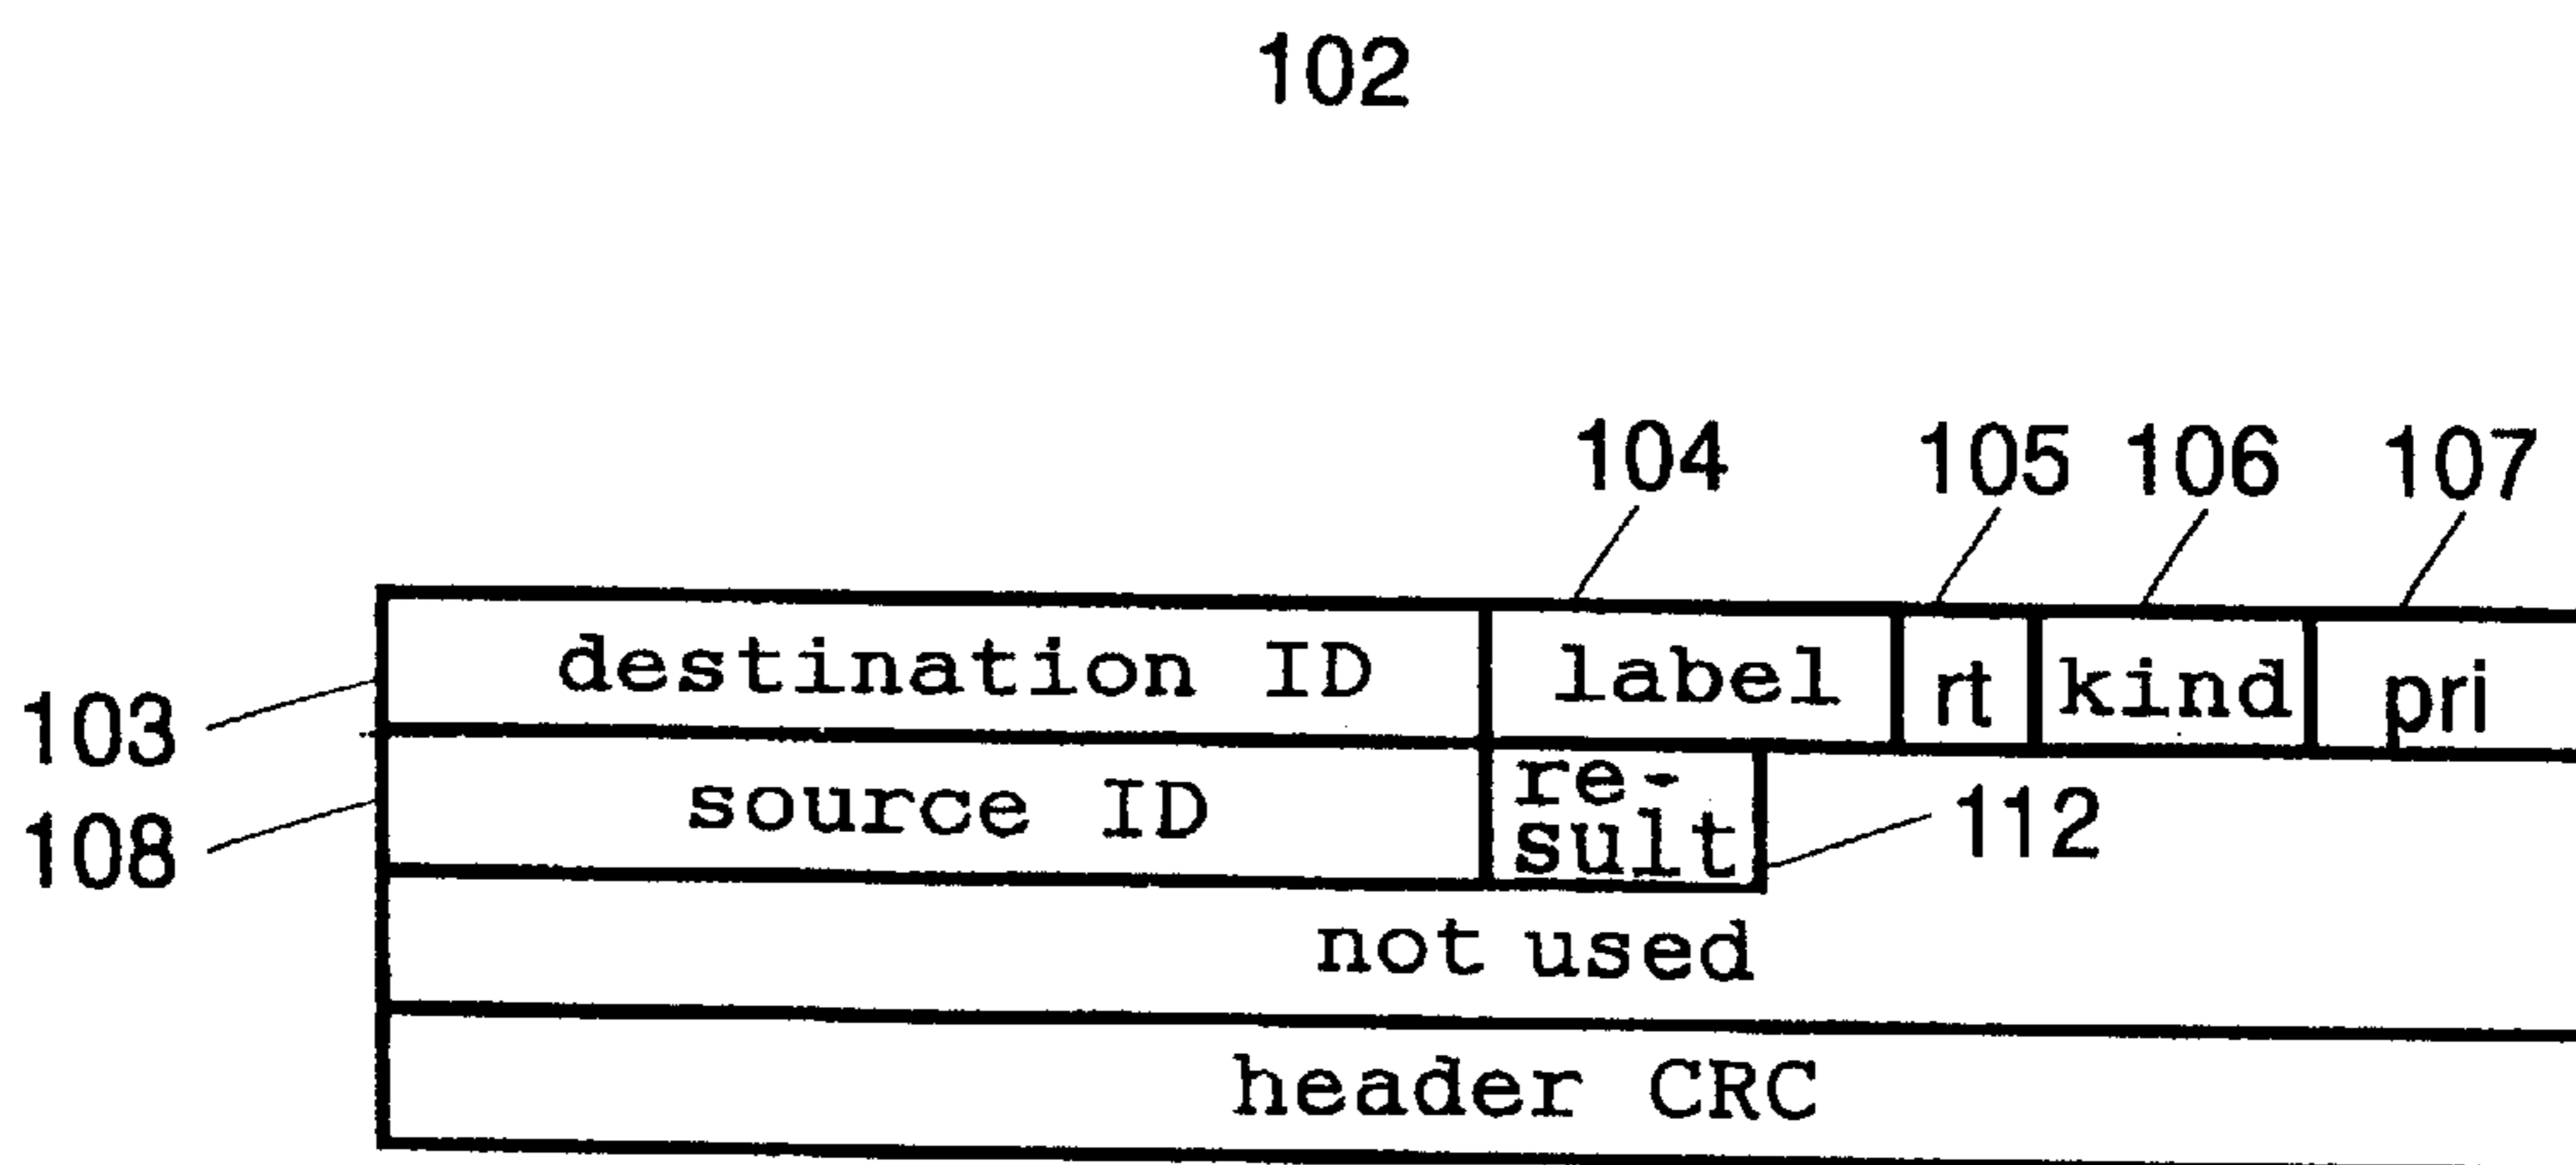 102
104 105 106 107
destination ID label rt kind pri
103
source ID re-
sult
108
112
not used
header CRC